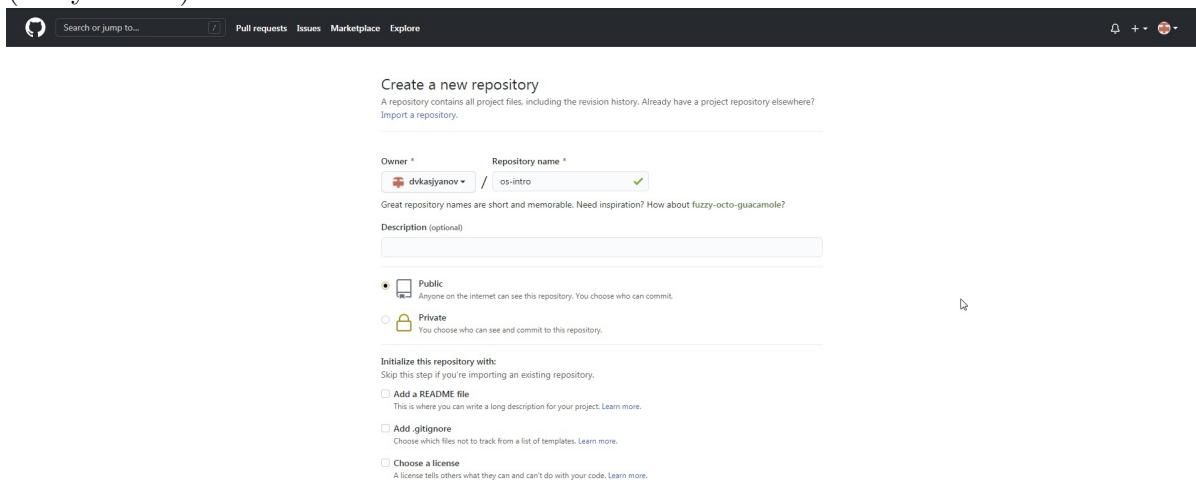 Search or jump to... /
Pull requests Issues Marketplace Explore
Create a new repository
A repository contains all project files, including the revision history. Already have a project repository elsewhere?
Import a repository.
Owner * Repository name *
dvkasjyanov / os-intro
Great repository names are short and memorable. Need inspiration? How about fuzzy-octo-guacamole?
Description (optional)
Public
Anyone on the internet can see this repository. You choose who can commit.
Private
You choose who can see and commit to this repository.
Initialize this repository with:
Skip this step if you're importing an existing repository.
Add a README file
This is where you can write a long description for your project. Learn more.
Add .gitignore
Choose which files not to track from a list of templates. Learn more.
Choose a license
A license tells others what they can and can't do with your code. Learn more.